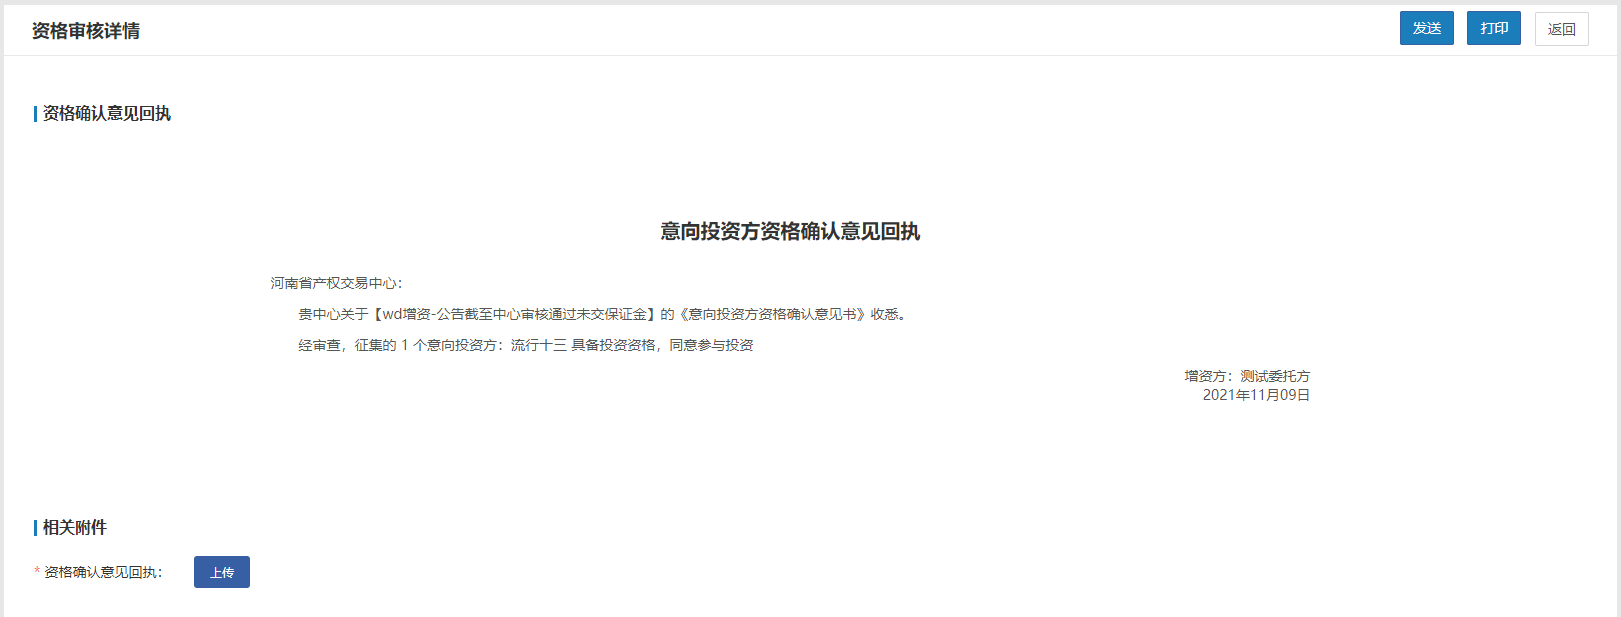 资格审核详情
发送
打印
返回
资格确认意见回执
意向投资方资格确认意见回执
河南省产权交易中心：
贵中心关于【wd增资-公告截至中心审核通过未交保证金】的《意向投资方资格确认意见书》收悉。
经审查，征集的 1 个意向投资方：流行十三 具备投资资格，同意参与投资
增资方：测试委托方
2021年11月09日
相关附件
* 资格确认意见回执：
上传